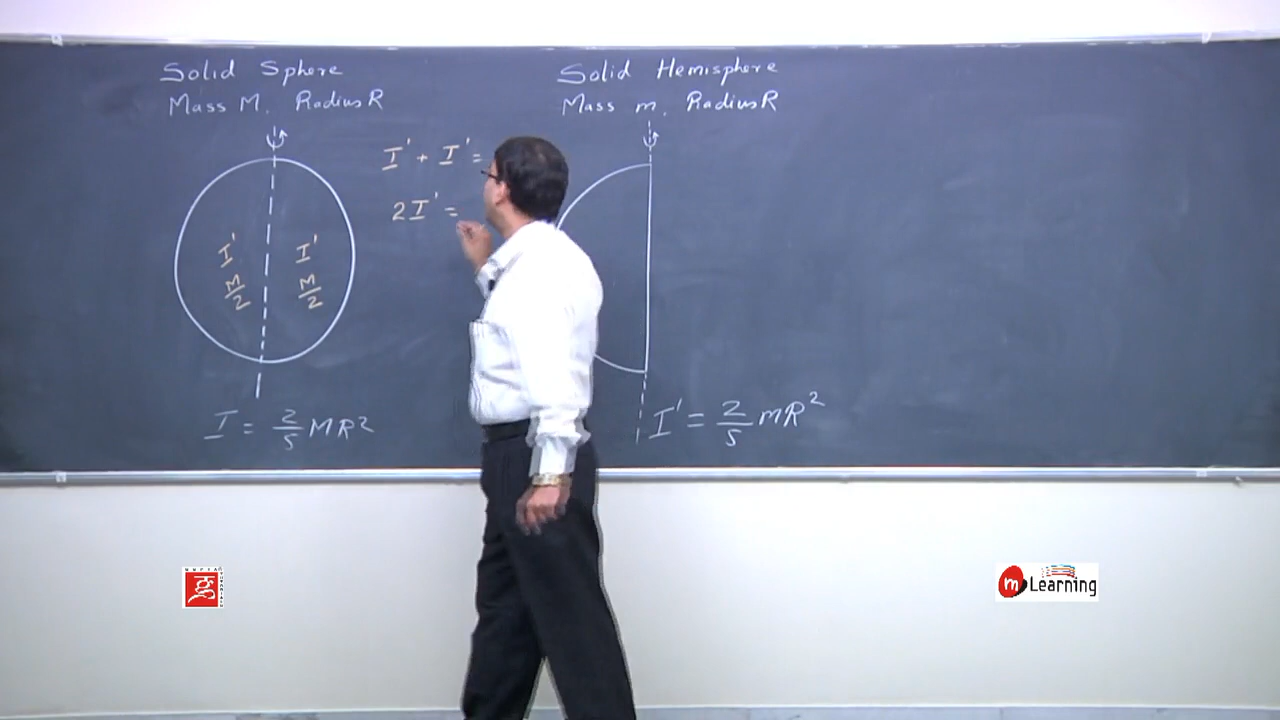 Solid Sphere
Mass M, Radius R
I' + I' =
2I' =
I' I'
M/2 M/2
I = 2/5 MR²
Solid Hemisphere
Mass m, Radius R
I' = 2/5 mR²
m Learning